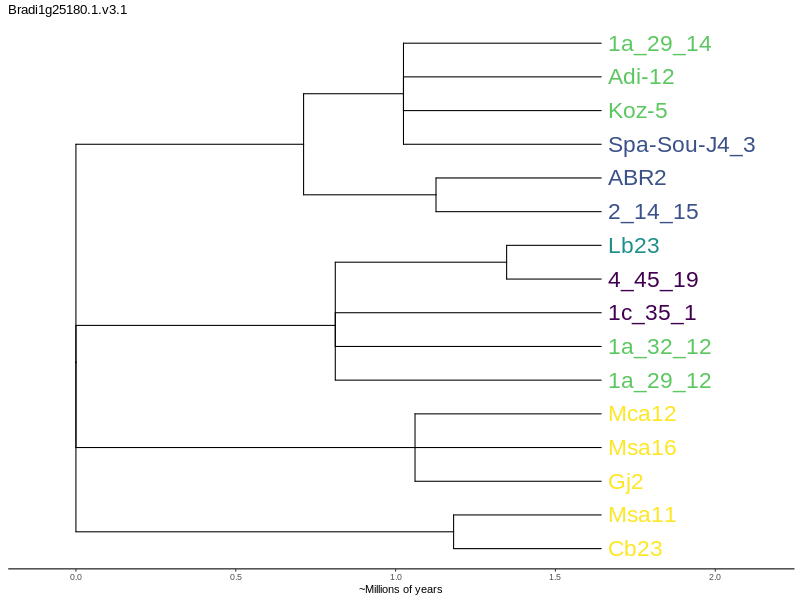 Bradi1g25180.1.v3.1
1a_29_14
Adi-12
Koz-5
Spa-Sou-J4_3
ABR2
2_14_15
Lb23
4_45_19
1c_35_1
1a_32_12
1a_29_12
Mca12
Msa16
Gj2
Msa11
Cb23
0.0 0.5 1.0 1.5 2.0
~Millions of years